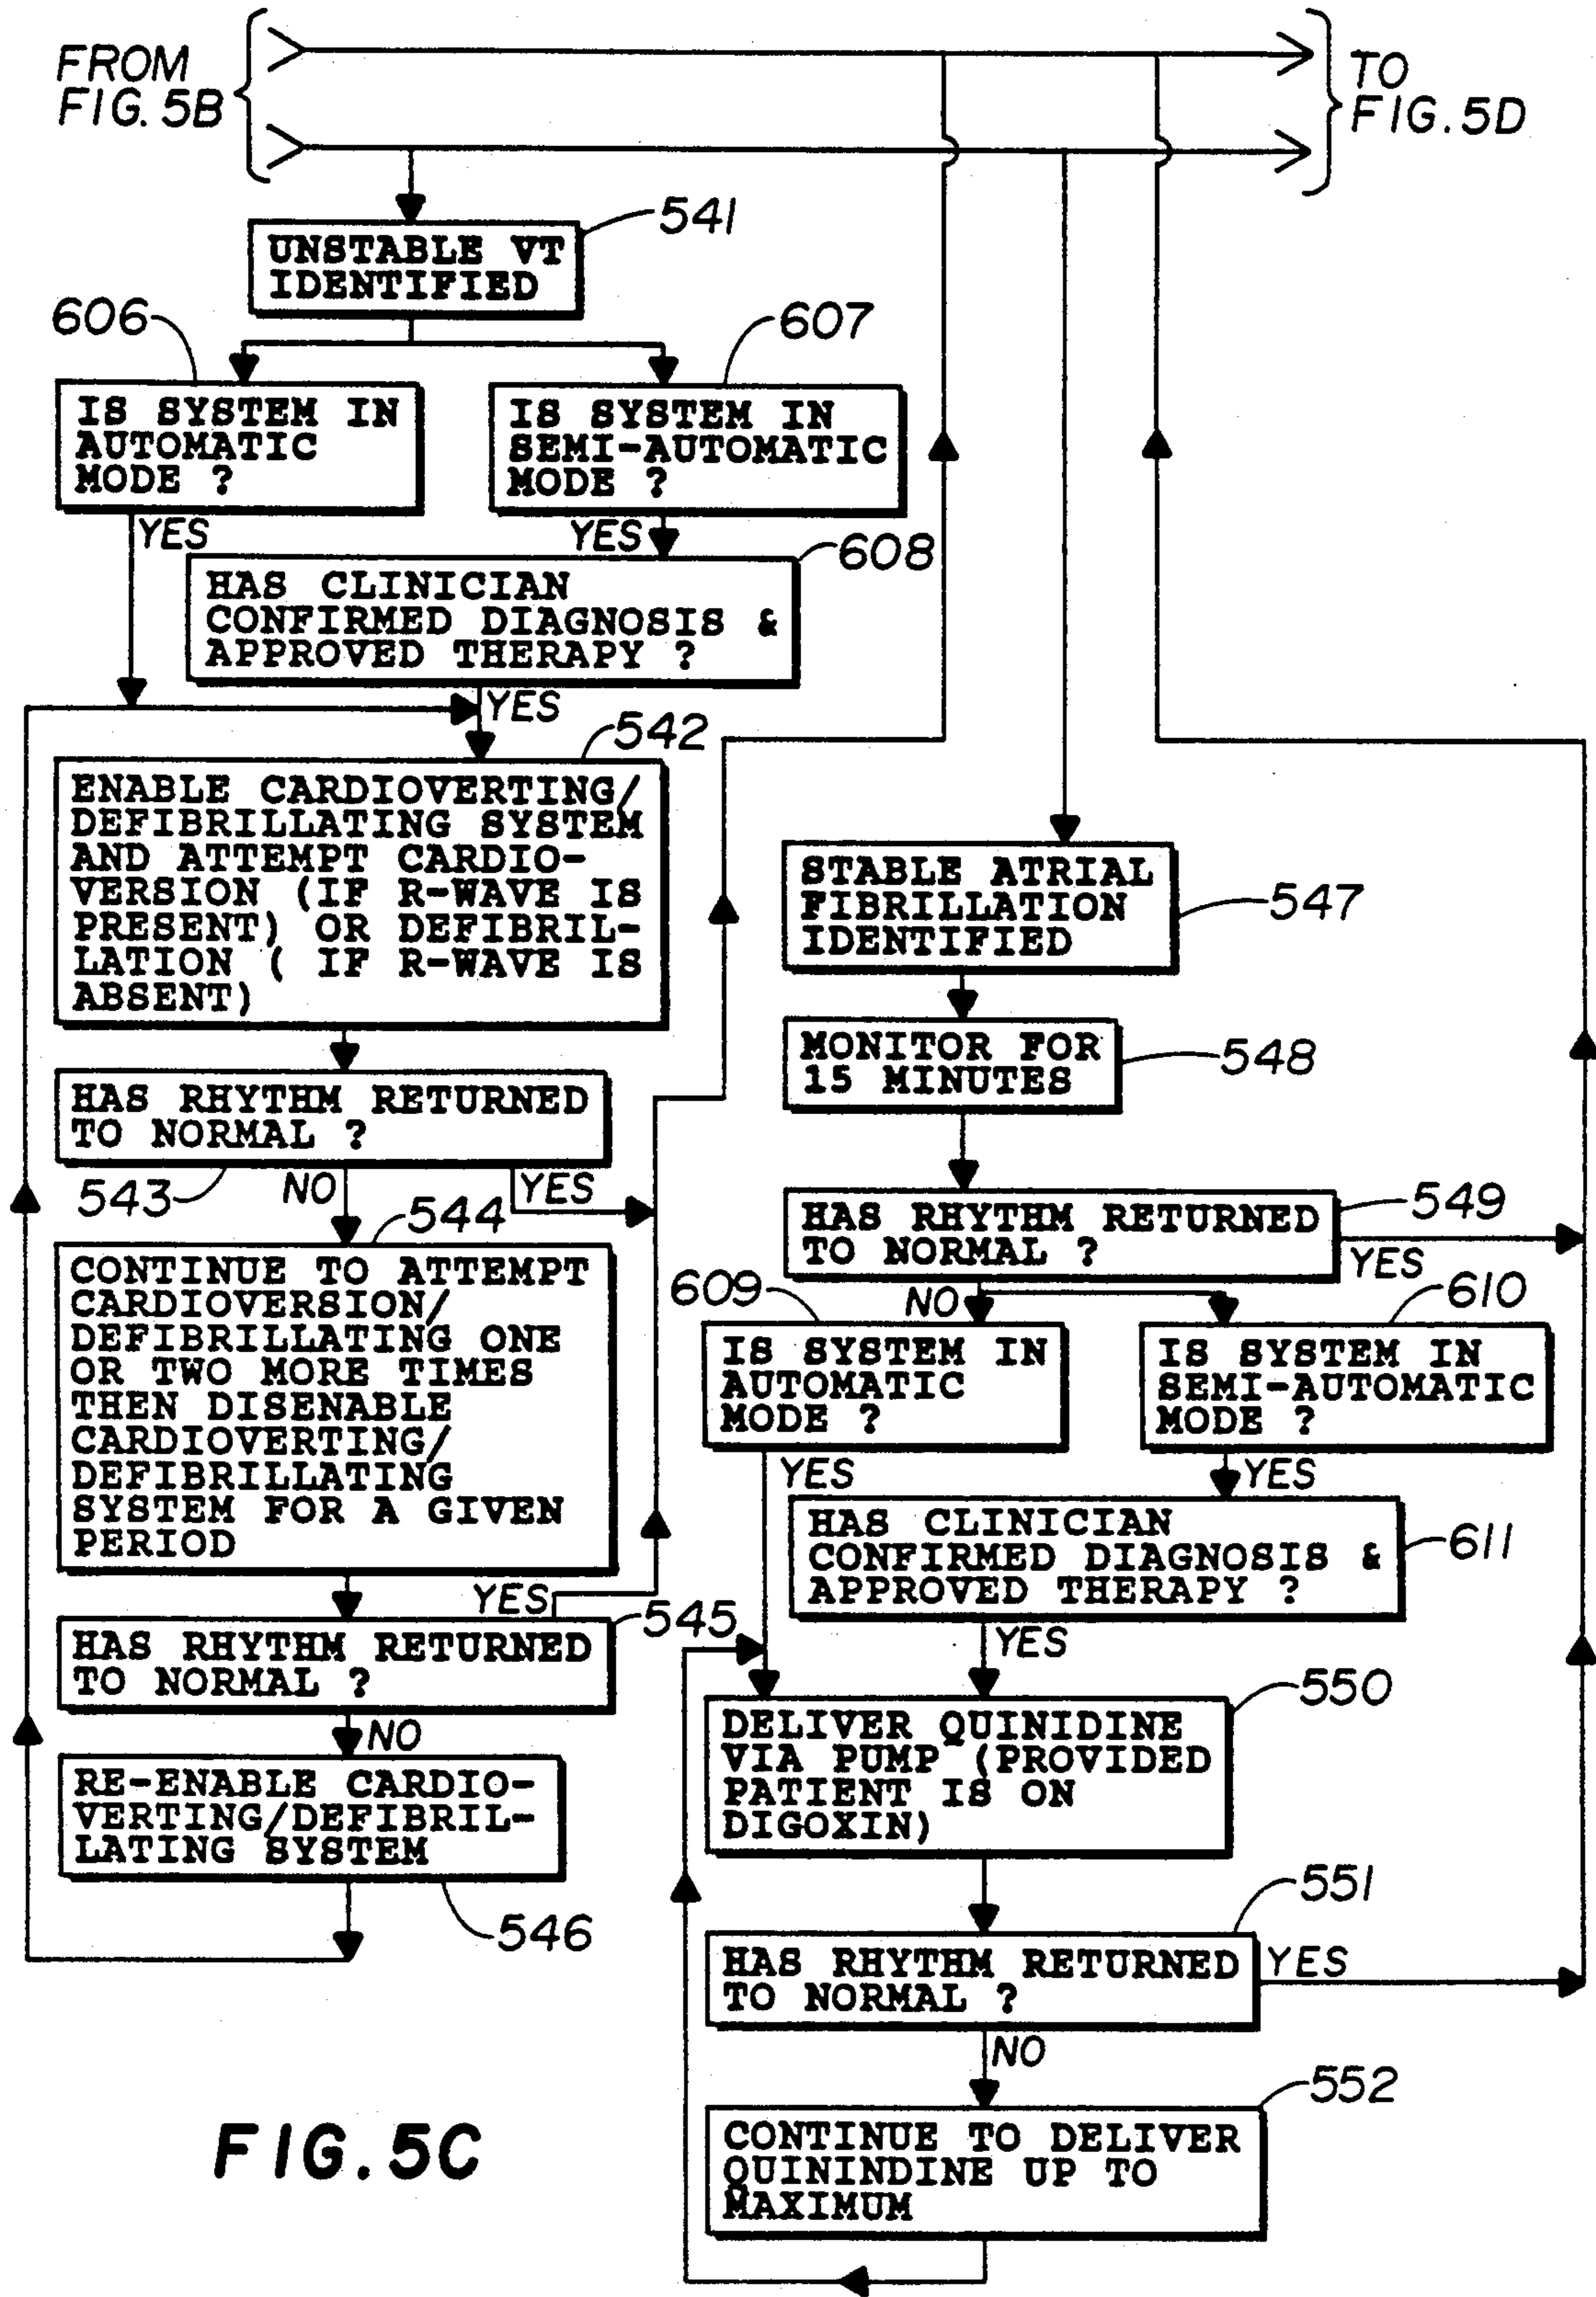 FROM
FIG. 5B
TO
FIG. 5D
541
UNSTABLE VT
IDENTIFIED
606
607
IS SYSTEM IN
AUTOMATIC
MODE ?
IS SYSTEM IN
SEMI-AUTOMATIC
MODE ?
YES
YES
608
HAS CLINICIAN
CONFIRMED DIAGNOSIS &
APPROVED THERAPY ?
YES
542
ENABLE CARDIOVERTING/
DEFIBRILLATING SYSTEM
AND ATTEMPT CARDIO-
VERSION (IF R-WAVE IS
PRESENT) OR DEFIBRIL-
LATION ( IF R-WAVE IS
ABSENT)
HAS RHYTHM RETURNED
TO NORMAL ?
543
NO
YES
544
CONTINUE TO ATTEMPT
CARDIOVERSION/
DEFIBRILLATING ONE
OR TWO MORE TIMES
THEN DISENABLE
CARDIOVERTING/
DEFIBRILLATING
SYSTEM FOR A GIVEN
PERIOD
YES
545
HAS RHYTHM RETURNED
TO NORMAL ?
NO
RE-ENABLE CARDIO-
VERTING/DEFIBRIL-
LATING SYSTEM
546
STABLE ATRIAL
FIBRILLATION
IDENTIFIED
547
MONITOR FOR
15 MINUTES
548
HAS RHYTHM RETURNED
TO NORMAL ?
549
YES
609
NO
610
IS SYSTEM IN
AUTOMATIC
MODE ?
IS SYSTEM IN
SEMI-AUTOMATIC
MODE ?
YES
YES
HAS CLINICIAN
CONFIRMED DIAGNOSIS &
APPROVED THERAPY ?
611
YES
550
DELIVER QUINIDINE
VIA PUMP (PROVIDED
PATIENT IS ON
DIGOXIN)
551
HAS RHYTHM RETURNED
TO NORMAL ?
YES
NO
552
CONTINUE TO DELIVER
QUININDINE UP TO
MAXIMUM
FIG. 5C